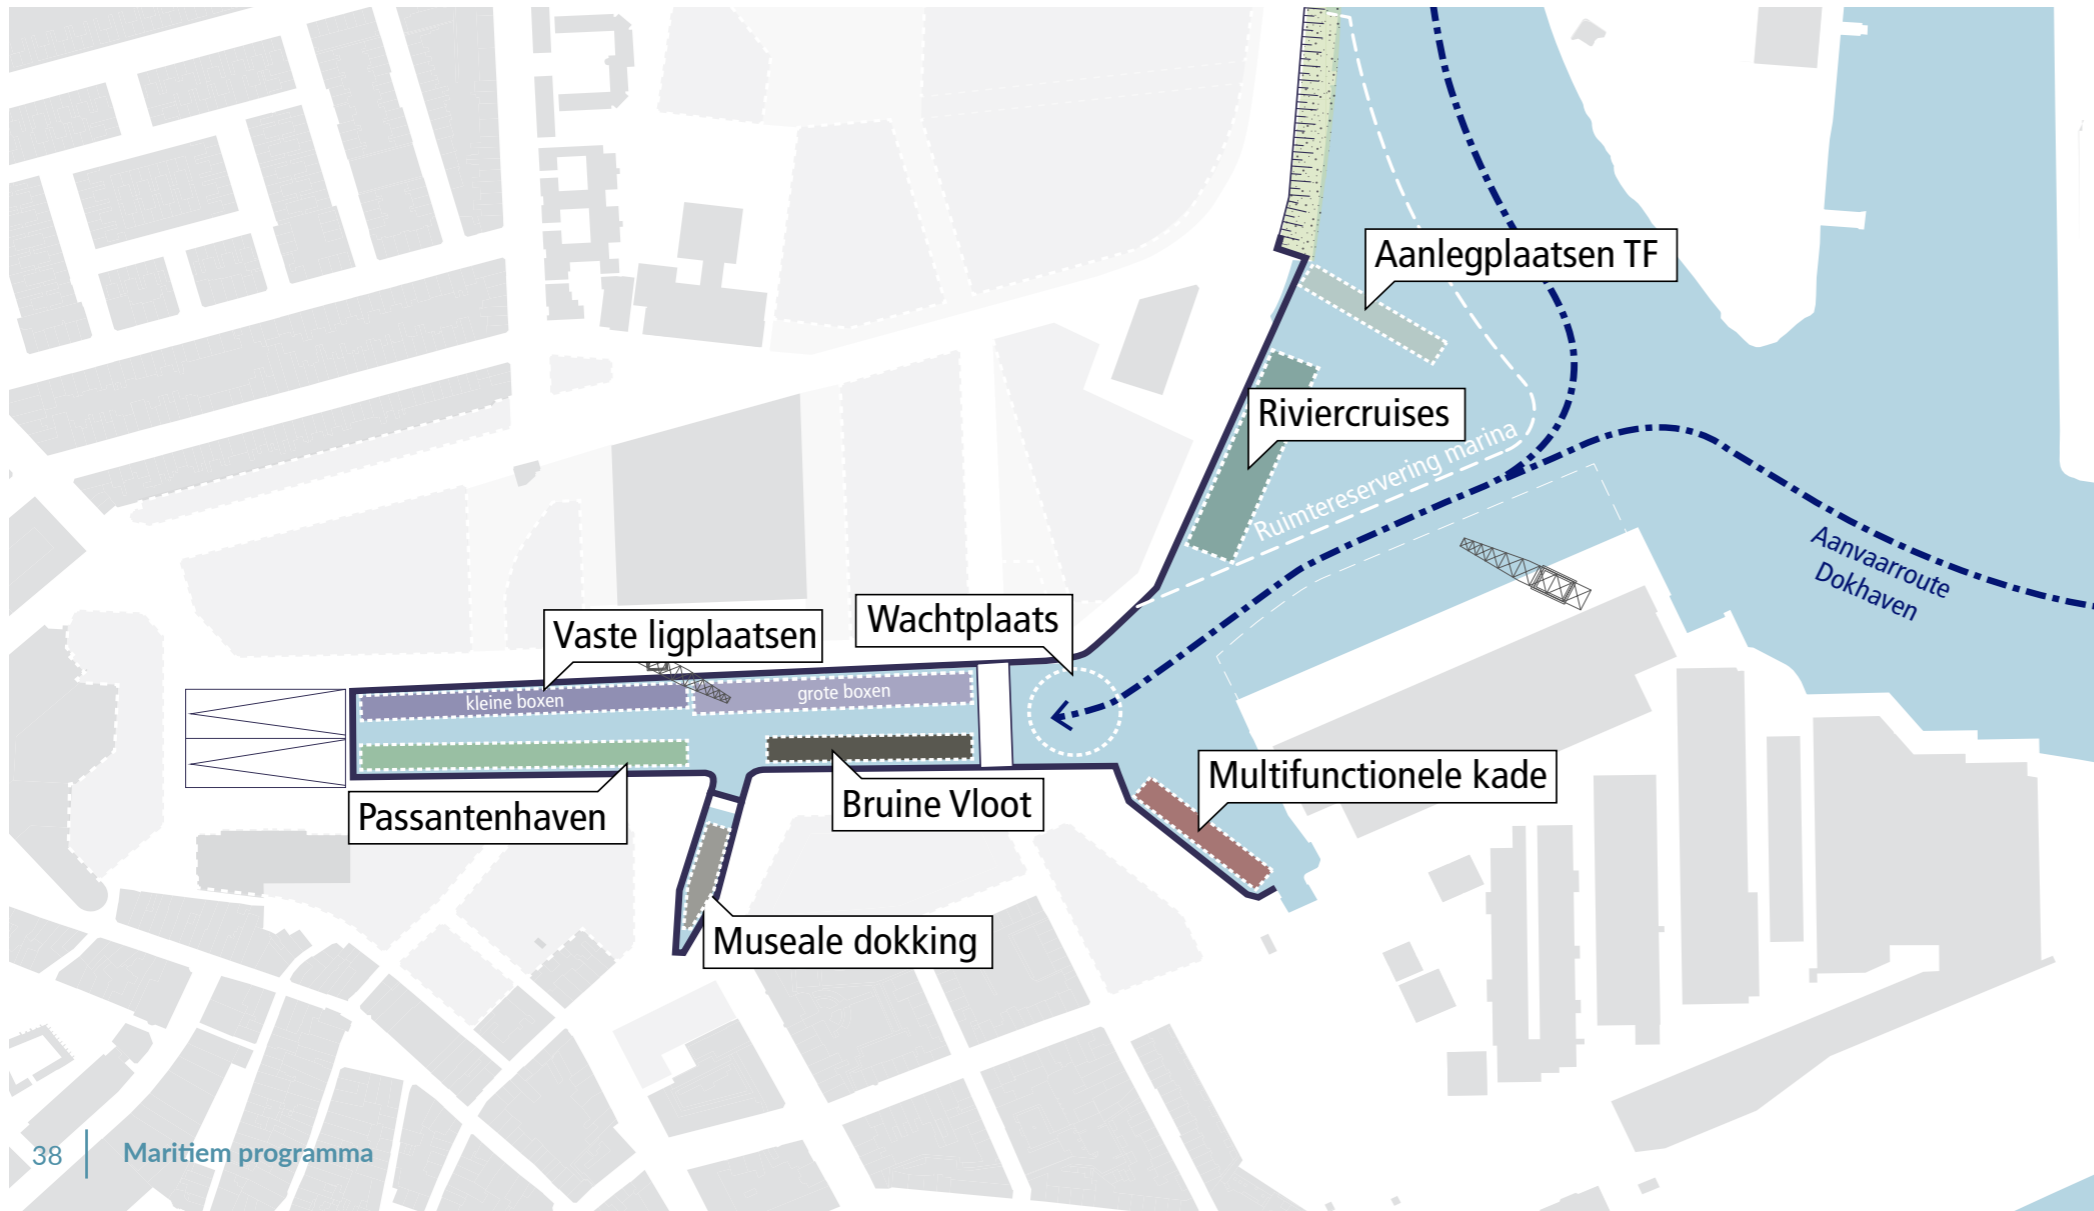 Aanlegplaatsen TF
Riviercruises
Ruimtereservering marina
Aanvaarroute
Dokhaven
Vaste ligplaatsen
Wachtplaats
kleine boxen
grote boxen
Passantenhaven
Bruine Vloot
Multifunctionele kade
Museale dokking
38
Maritiem programma